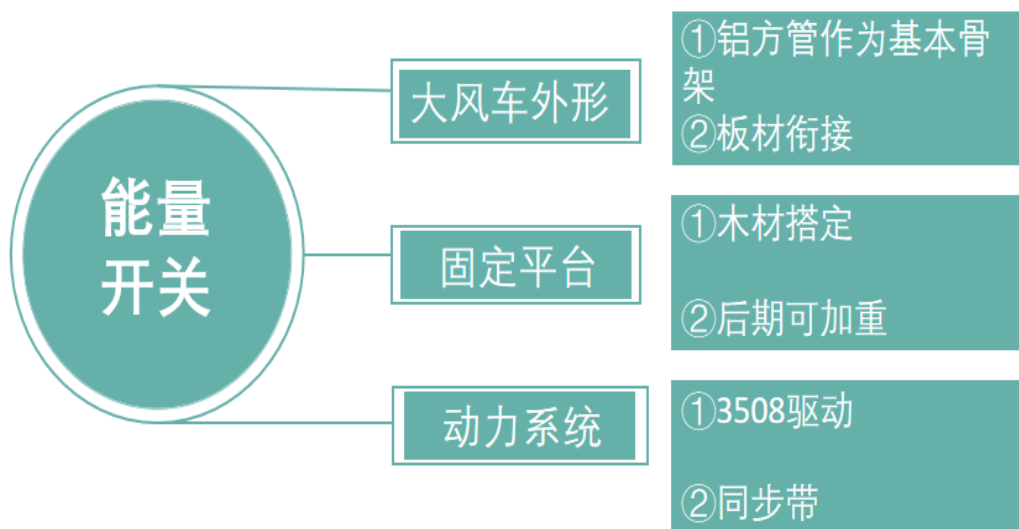 能量
开关
大风车外形
①铝方管作为基本骨
架
②板材衔接
固定平台
①木材搭定
②后期可加重
动力系统
①3508驱动
②同步带